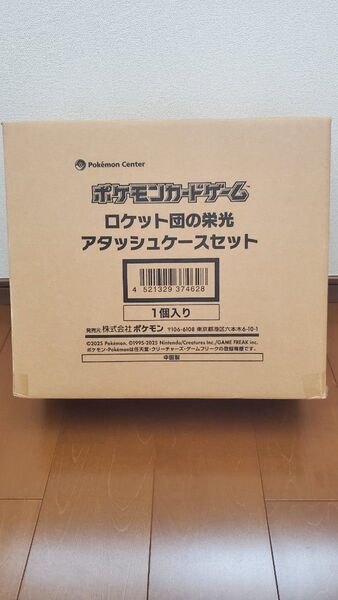 Pokémon Center
ポケモンカードゲーム
ロケット団の栄光
アタッシュケースセット
4 521329 374628
1個入り
発売元 株式会社ポケモン 〒106-6108 東京都港区六本木6-10-1
©2025 Pokémon. ©1995-2025 Nintendo/Creatures Inc./GAME FREAK inc.
ポケモン・Pokémonは任天堂・クリーチャーズ・ゲームフリークの登録商標です。
中国製